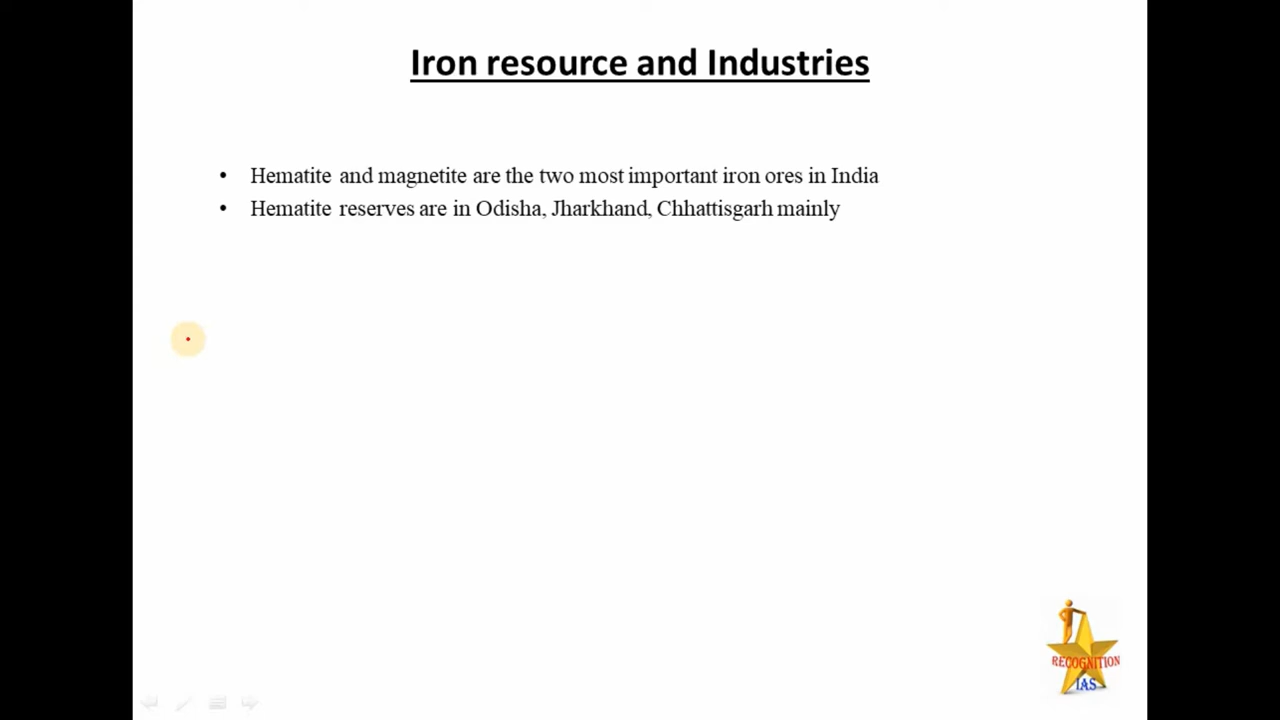 Iron resource and Industries
• Hematite and magnetite are the two most important iron ores in India
• Hematite reserves are in Odisha, Jharkhand, Chhattisgarh mainly
RECOGNITION
IAS